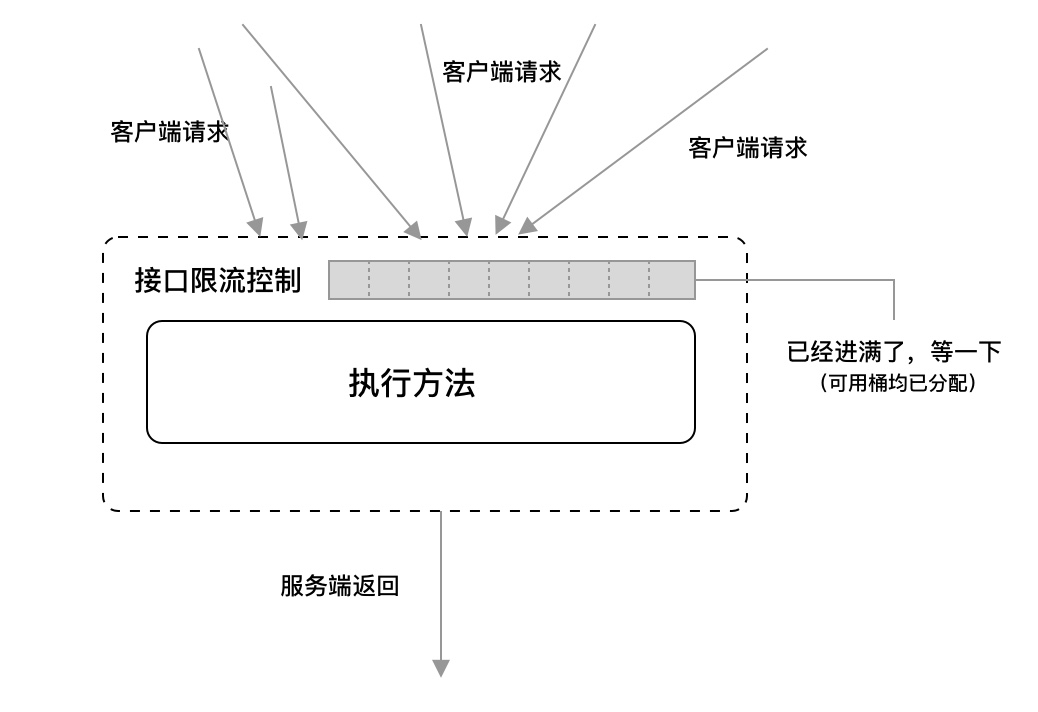 客户端请求
客户端请求
客户端请求
接口限流控制
已经进满了，等一下
（可用桶均已分配）
执行方法
服务端返回